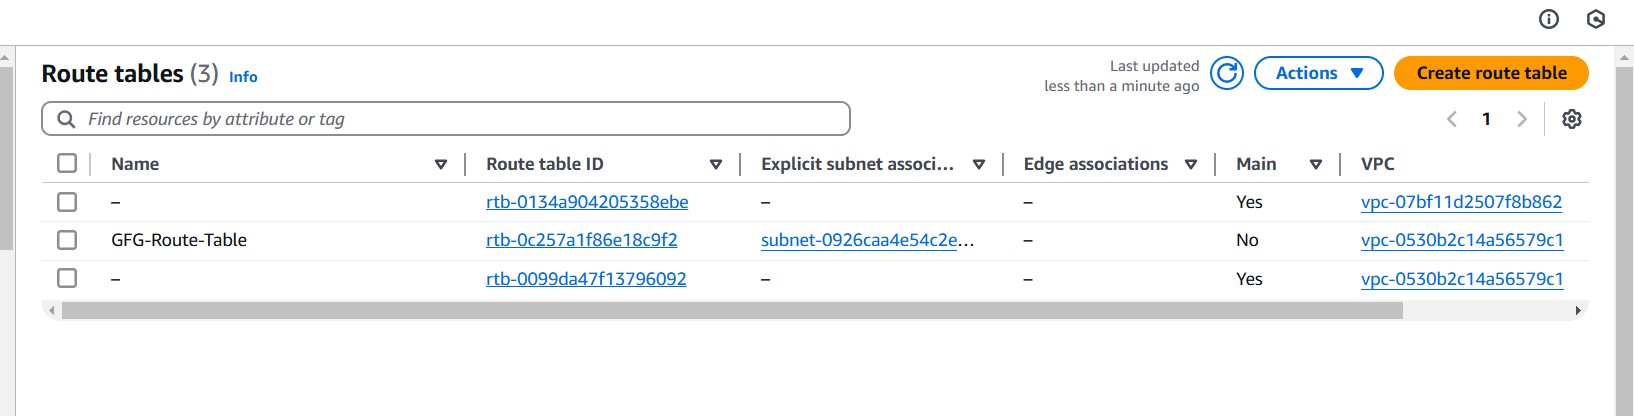 Route tables (3) Info
Last updated
less than a minute ago
Actions
Create route table
Find resources by attribute or tag
1
Name Route table ID Explicit subnet associ... Edge associations Main VPC
– rtb-0134a904205358ebe – – Yes vpc-07bf11d2507f8b862
GFG-Route-Table rtb-0c257a1f86e18c9f2 subnet-0926caa4e54c2e... – No vpc-0530b2c14a56579c1
– rtb-0099da47f13796092 – – Yes vpc-0530b2c14a56579c1